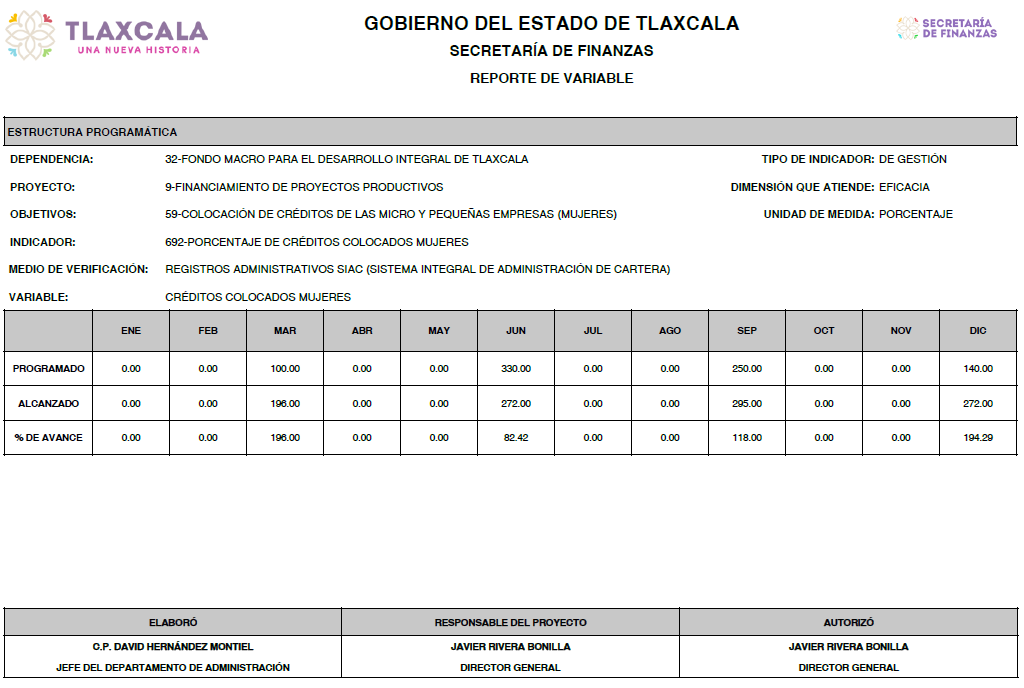 TLAXCALA
UNA NUEVA HISTORIA
GOBIERNO DEL ESTADO DE TLAXCALA
SECRETARÍA DE FINANZAS
REPORTE DE VARIABLE
SECRETARÍA
DE FINANZAS
ESTRUCTURA PROGRAMÁTICA
DEPENDENCIA: 32-FONDO MACRO PARA EL DESARROLLO INTEGRAL DE TLAXCALA TIPO DE INDICADOR: DE GESTIÓN
PROYECTO: 9-FINANCIAMIENTO DE PROYECTOS PRODUCTIVOS DIMENSIÓN QUE ATIENDE: EFICACIA
OBJETIVOS: 59-COLOCACIÓN DE CRÉDITOS DE LAS MICRO Y PEQUEÑAS EMPRESAS (MUJERES) UNIDAD DE MEDIDA: PORCENTAJE
INDICADOR: 692-PORCENTAJE DE CRÉDITOS COLOCADOS MUJERES
MEDIO DE VERIFICACIÓN: REGISTROS ADMINISTRATIVOS SIAC (SISTEMA INTEGRAL DE ADMINISTRACIÓN DE CARTERA)
VARIABLE: CRÉDITOS COLOCADOS MUJERES
ENE FEB MAR ABR MAY JUN JUL AGO SEP OCT NOV DIC
PROGRAMADO 0.00 0.00 100.00 0.00 0.00 330.00 0.00 0.00 250.00 0.00 0.00 140.00
ALCANZADO 0.00 0.00 196.00 0.00 0.00 272.00 0.00 0.00 295.00 0.00 0.00 272.00
% DE AVANCE 0.00 0.00 196.00 0.00 0.00 82.42 0.00 0.00 118.00 0.00 0.00 194.29
ELABORÓ RESPONSABLE DEL PROYECTO AUTORIZÓ
C.P. DAVID HERNÁNDEZ MONTIEL JAVIER RIVERA BONILLA JAVIER RIVERA BONILLA
JEFE DEL DEPARTAMENTO DE ADMINISTRACIÓN DIRECTOR GENERAL DIRECTOR GENERAL